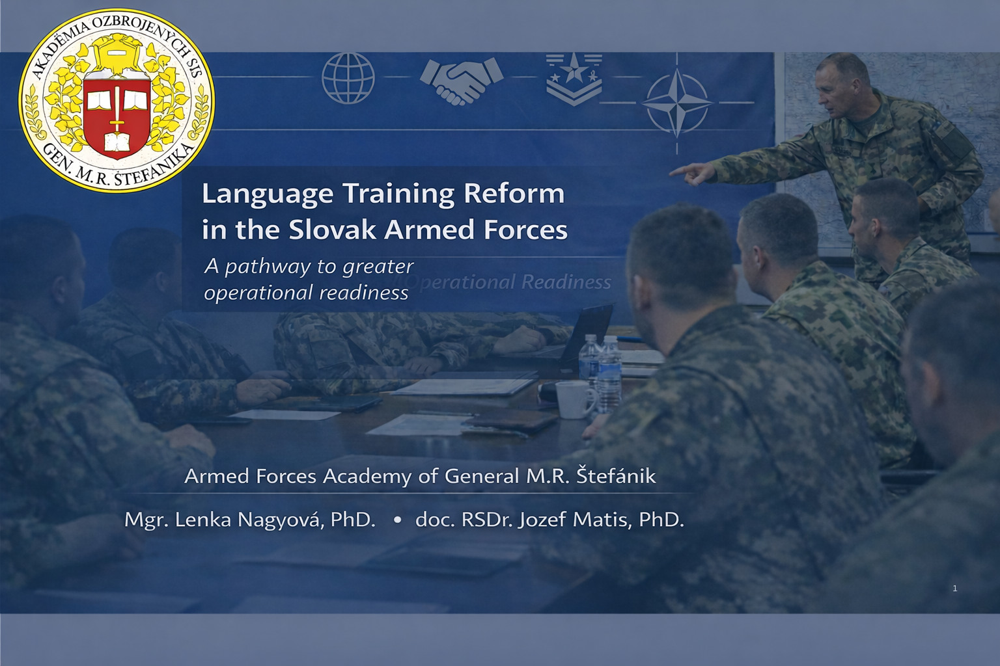 AKADÉMIA OZBROJENÝCH SIS
GEN. M. R. ŠTEFÁNIKA
Language Training Reform
in the Slovak Armed Forces
A pathway to greater
operational readiness
Operational Readiness
Armed Forces Academy of General M.R. Štefánik
Mgr. Lenka Nagyová, PhD. • doc. RSDr. Jozef Matis, PhD.
1